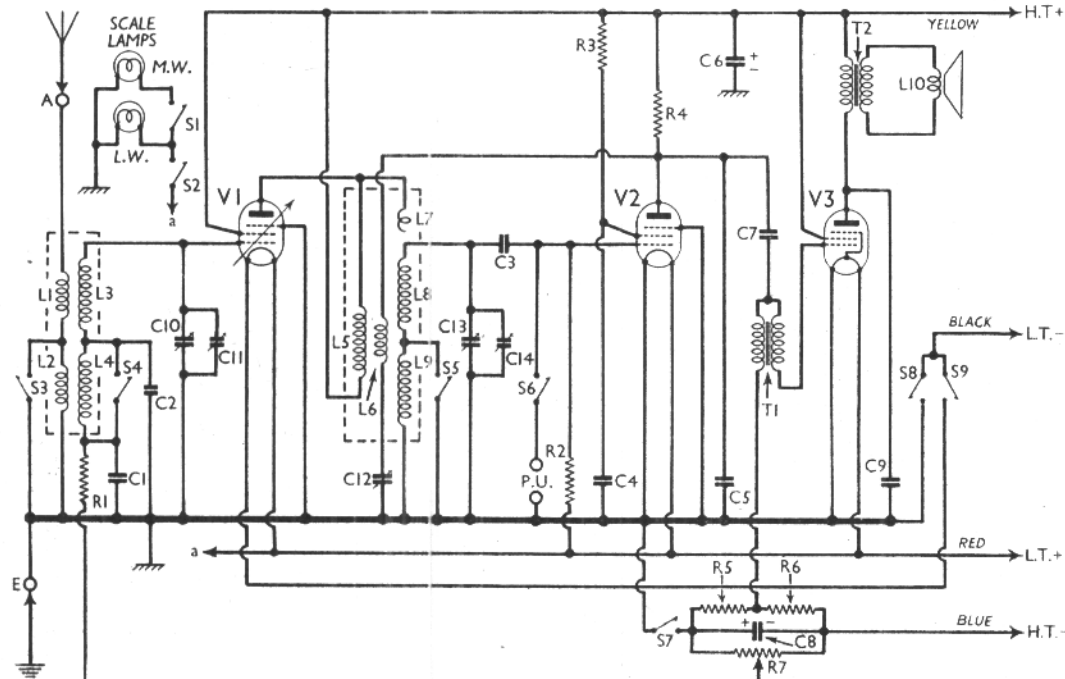 H.T+
YELLOW
SCALE
LAMPS
M.W.
L.W.
A
S1
S2
a
R3
C6
+
−
T2
L10
R4
V1
V2
V3
L7
C7
L1
L3
C3
C10
C11
L5
L8
C13
C14
BLACK
L.T.-
L2
L4
S4
S3
C2
L6
L9
S5
S6
T1
S8
S9
C1
R1
C12
P.U.
R2
C4
C5
C9
a
RED
L.T.+
E
R5
R6
+
−
S7
C8
R7
BLUE
H.T.-